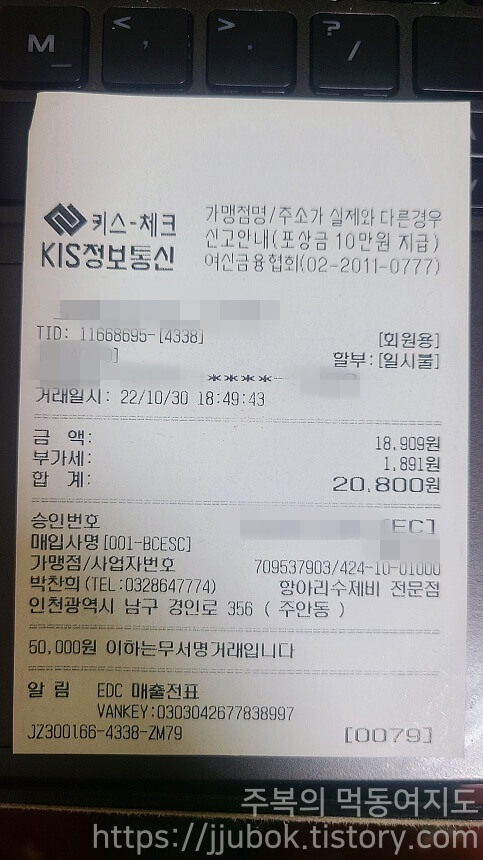 M
<
,
>
.
?
/
키스-체크
KIS정보통신
가맹점명/주소가 실제와 다른경우
신고안내(포상금 10만원 지급)
여신금융협회(02-2011-0777)
TID: 11668695-[4338]
[회원용]
]
할부:[일시불]
****
거래일시: 22/10/30 18:49:43
금 액: 18,909원
부가세: 1,891원
합 계: 20,800원
승인번호 [EC]
매입사명[001-BCESC]
가맹점/사업자번호 709537903/424-10-01000
박찬희(TEL:0328647774) 항아리수제비 전문점
인천광역시 남구 경인로 356 ( 주안동 )
50,000원 이하는무서명거래입니다
알 림 EDC 매출전표
VANKEY:0303042677838997
JZ300166-4338-ZM79 [0079]
주복의 먹동여지도
https://jjubok.tistory.com